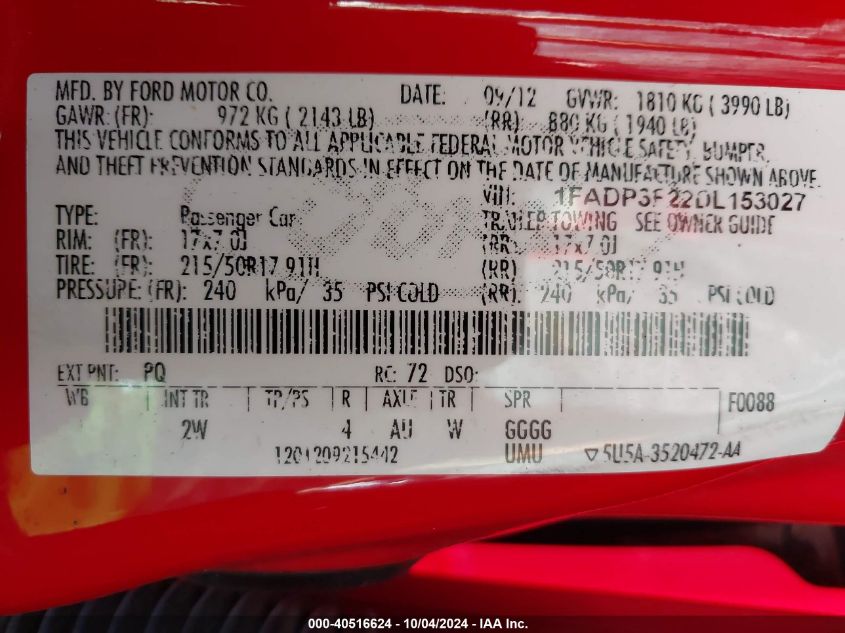 MFD. BY FORD MOTOR CO. DATE: 09/12 GVWR: 1810 KG ( 3990 LB)
GAWR: (FR): 972 KG ( 2143 LB) (RR): 880 KG ( 1940 LB)
THIS VEHICLE CONFORMS TO ALL APPLICABLE FEDERAL MOTOR VEHICLE SAFETY, BUMPER,
AND THEFT PREVENTION STANDARDS IN EFFECT ON THE DATE OF MANUFACTURE SHOWN ABOVE.
VIN: 1FADP3F22DL153027
TYPE: Passenger Car TRAILER TOWING SEE OWNER GUIDE
RIM: (FR): 17x7.0J (RR): 17x7.0J
TIRE: (FR): 215/50R17 91H (RR) 215/50R17 91H
PRESSURE: (FR): 240 kPa/ 35 PSI COLD (RR): 240 kPa/ 35 PSI COLD
EXT PNT: PQ RC: 72 DSO:
WB INT TR TP/PS R AXLE TR SPR F0088
2W 4 AU W GGGG
1201209215442 UMU ▽5U5A-3520472-AA
000-40516624 - 10/04/2024 - IAA Inc.